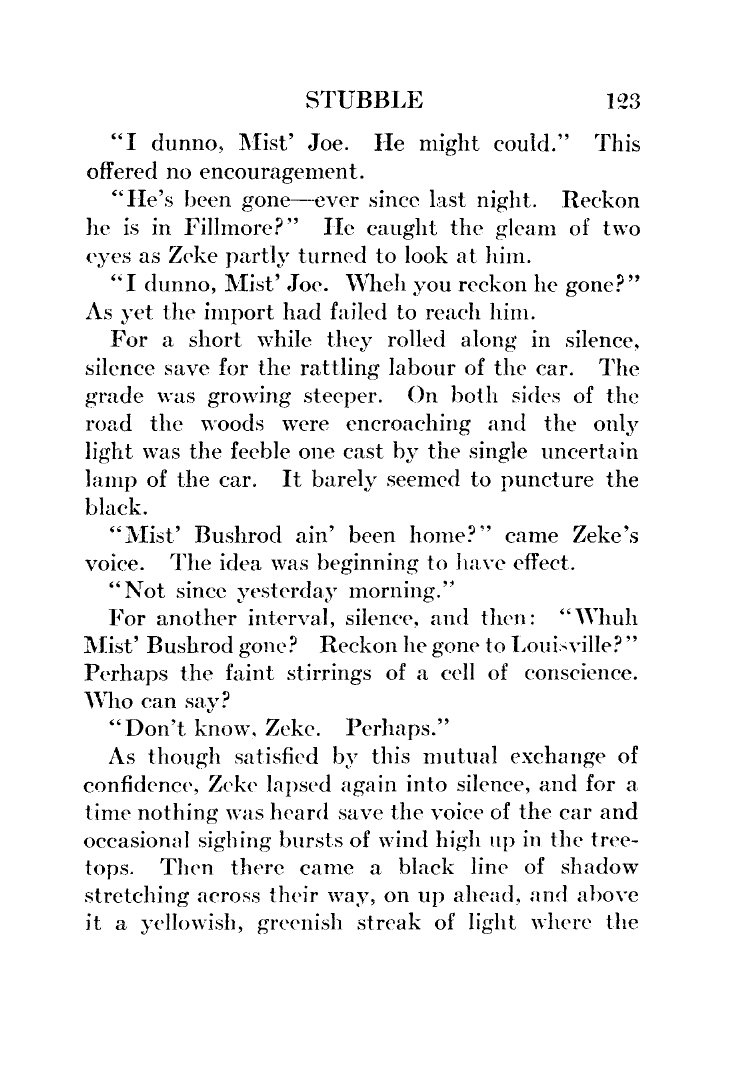 STUBBLE 123
“I dunno, Mist’ Joe. He might could.” This
offered no encouragement.
“He’s been gone—ever since last night. Reckon
he is in Fillmore?” He caught the gleam of two
eyes as Zeke partly turned to look at him.
“I dunno, Mist’ Joe. Wheh you reckon he gone?”
As yet the import had failed to reach him.
For a short while they rolled along in silence,
silence save for the rattling labour of the car. The
grade was growing steeper. On both sides of the
road the woods were encroaching and the only
light was the feeble one cast by the single uncertain
lamp of the car. It barely seemed to puncture the
black.
“Mist’ Bushrod ain’ been home?” came Zeke’s
voice. The idea was beginning to have effect.
“Not since yesterday morning.”
For another interval, silence, and then: “Whuh
Mist’ Bushrod gone? Reckon he gone to Louisville?”
Perhaps the faint stirrings of a cell of conscience.
Who can say?
“Don’t know, Zeke. Perhaps.”
As though satisfied by this mutual exchange of
confidence, Zeke lapsed again into silence, and for a
time nothing was heard save the voice of the car and
occasional sighing bursts of wind high up in the tree-
tops. Then there came a black line of shadow
stretching across their way, on up ahead, and above
it a yellowish, greenish streak of light where the